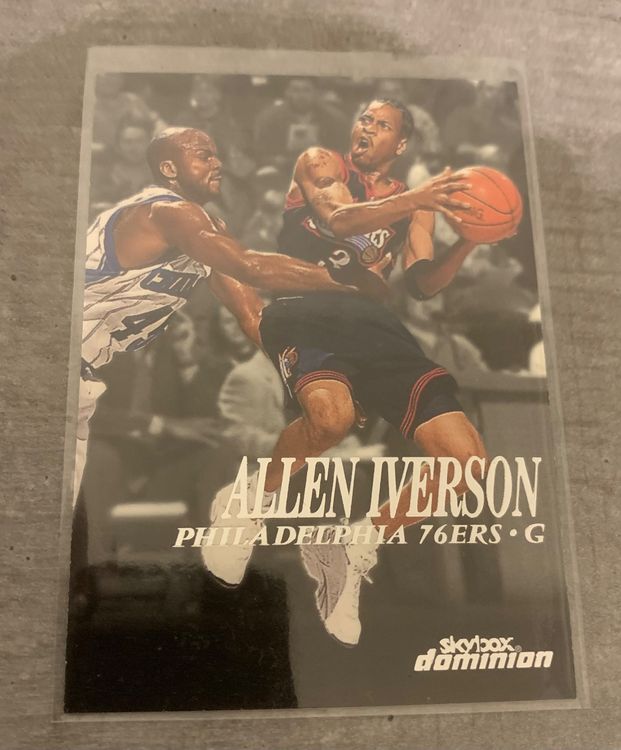 ALLEN IVERSON
PHILADELPHIA 76ERS • G
skybox®
dominion